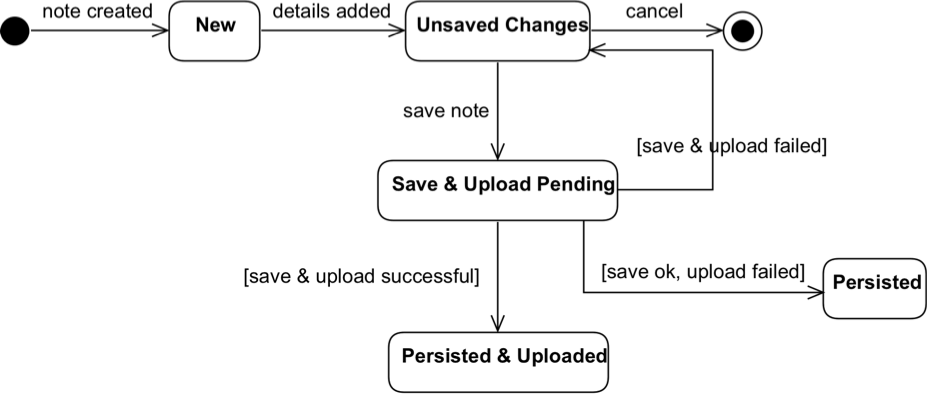 note created
New
details added
Unsaved Changes
cancel
save note
[save & upload failed]
Save & Upload Pending
[save & upload successful]
[save ok, upload failed]
Persisted
Persisted & Uploaded